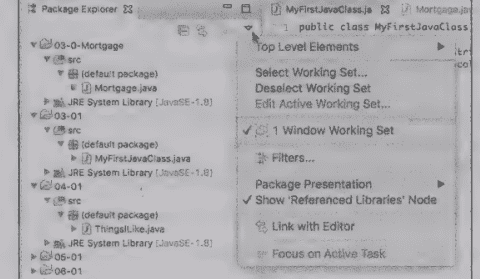 Package Explorer
03-0-Mortgage
src
(default package)
Mortgage.java
JRE System Library [JavaSE-1.8]
03-01
src
(default package)
MyFirstJavaClass.java
JRE System Library [JavaSE-1.8]
04-01
src
(default package)
ThingsILike.java
JRE System Library [JavaSE-1.8]
05-01
06-01
MyFirstJavaClass.ja
Mortgage.jav
1 public class MyFirstJavaClass
Top Level Elements
Select Working Set...
Deselect Working Set
Edit Active Working Set...
1 Window Working Set
Filters...
Package Presentation
Show 'Referenced Libraries' Node
Link with Editor
Focus on Active Task